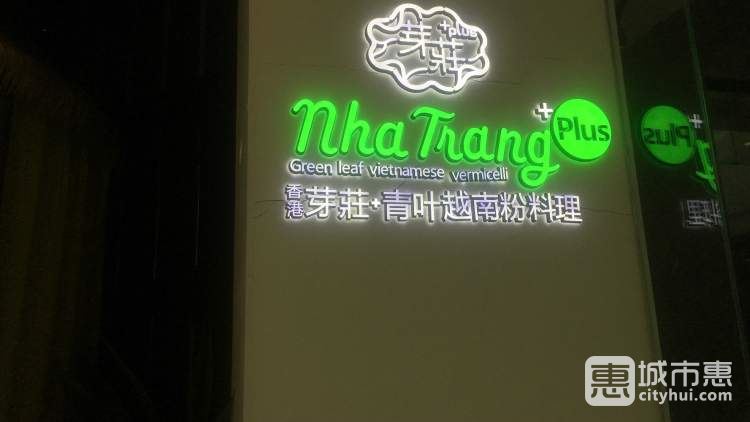 +plus
芽莊
nha Trang + Plus
Green leaf vietnamese vermicelli
香港 芽莊+青叶越南粉料理
惠 城市惠
cityhui.com